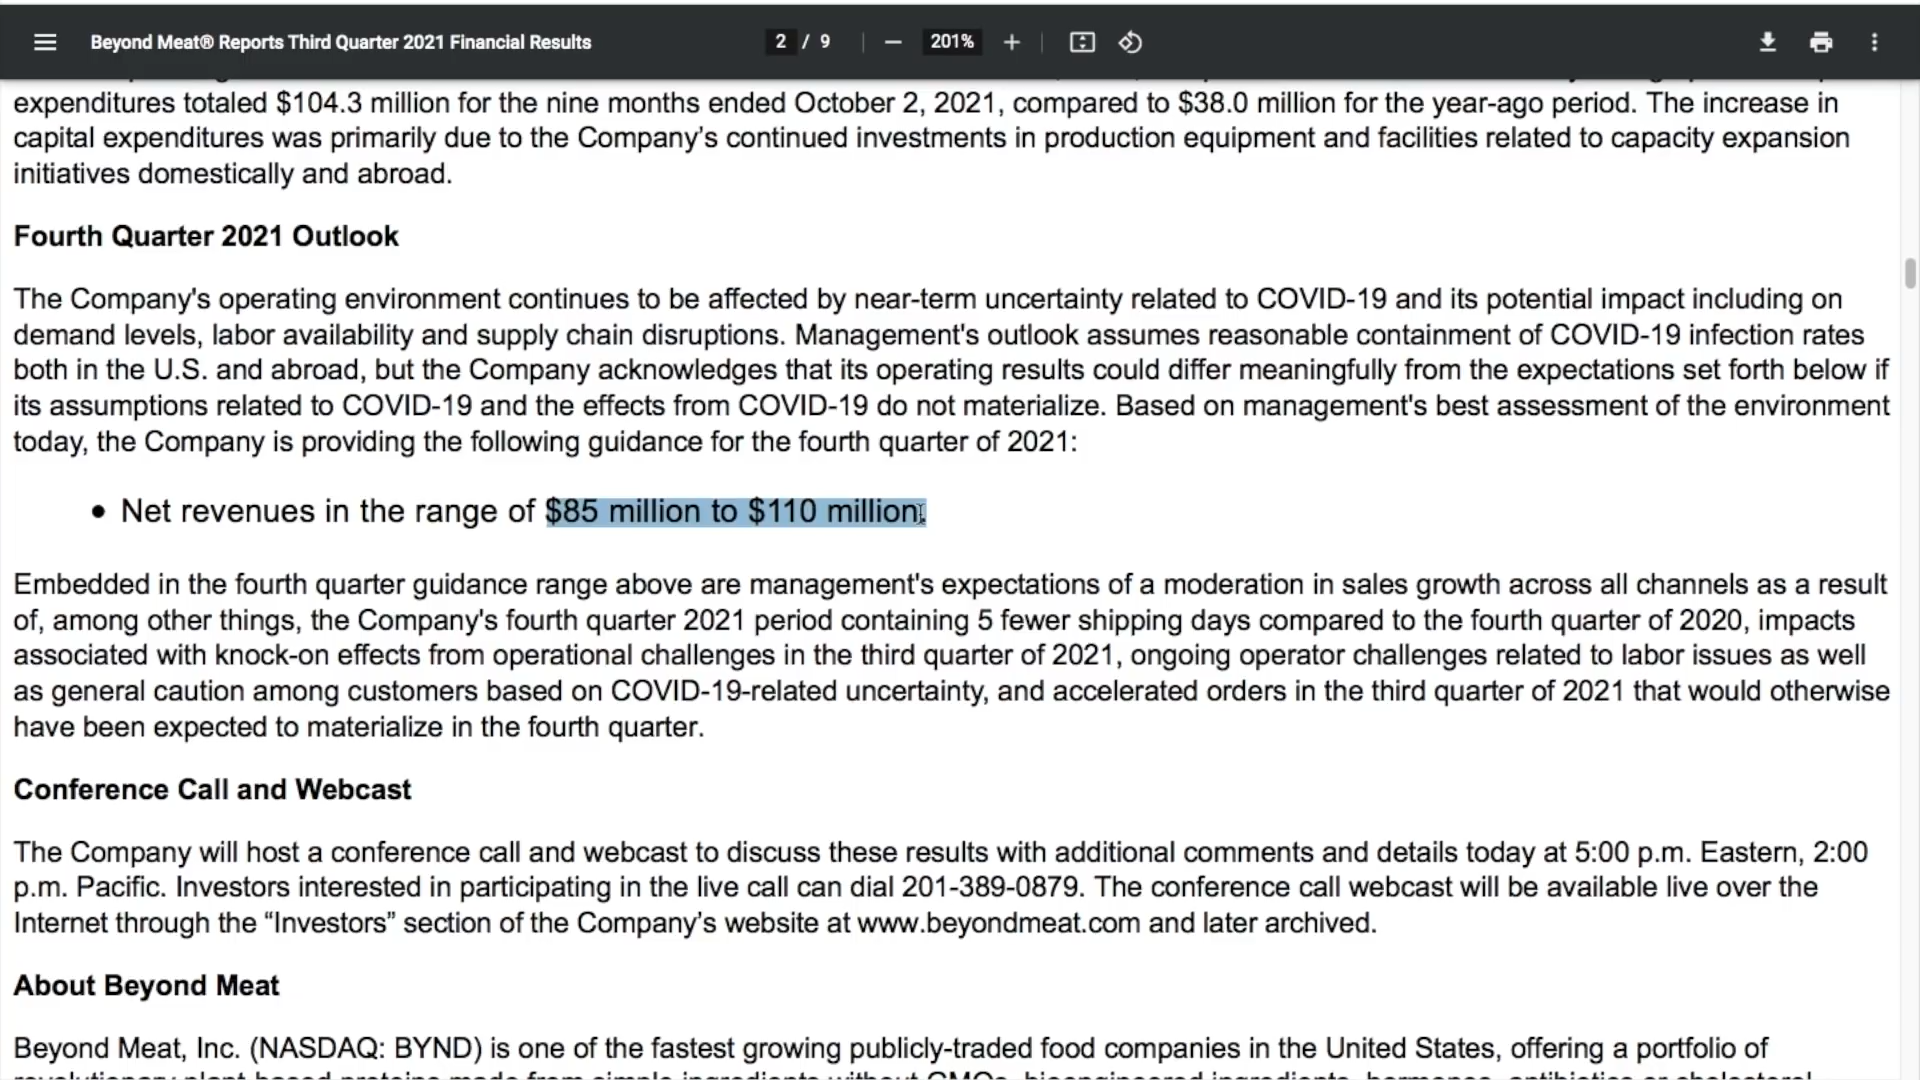 Beyond Meat® Reports Third Quarter 2021 Financial Results
2 / 9
201%
expenditures totaled $104.3 million for the nine months ended October 2, 2021, compared to $38.0 million for the year-ago period. The increase in
capital expenditures was primarily due to the Company's continued investments in production equipment and facilities related to capacity expansion
initiatives domestically and abroad.
Fourth Quarter 2021 Outlook
The Company's operating environment continues to be affected by near-term uncertainty related to COVID-19 and its potential impact including on
demand levels, labor availability and supply chain disruptions. Management's outlook assumes reasonable containment of COVID-19 infection rates
both in the U.S. and abroad, but the Company acknowledges that its operating results could differ meaningfully from the expectations set forth below if
its assumptions related to COVID-19 and the effects from COVID-19 do not materialize. Based on management's best assessment of the environment
today, the Company is providing the following guidance for the fourth quarter of 2021:
• Net revenues in the range of $85 million to $110 million.
Embedded in the fourth quarter guidance range above are management's expectations of a moderation in sales growth across all channels as a result
of, among other things, the Company's fourth quarter 2021 period containing 5 fewer shipping days compared to the fourth quarter of 2020, impacts
associated with knock-on effects from operational challenges in the third quarter of 2021, ongoing operator challenges related to labor issues as well
as general caution among customers based on COVID-19-related uncertainty, and accelerated orders in the third quarter of 2021 that would otherwise
have been expected to materialize in the fourth quarter.
Conference Call and Webcast
The Company will host a conference call and webcast to discuss these results with additional comments and details today at 5:00 p.m. Eastern, 2:00
p.m. Pacific. Investors interested in participating in the live call can dial 201-389-0879. The conference call webcast will be available live over the
Internet through the “Investors” section of the Company’s website at www.beyondmeat.com and later archived.
About Beyond Meat
Beyond Meat, Inc. (NASDAQ: BYND) is one of the fastest growing publicly-traded food companies in the United States, offering a portfolio of
revolutionary plant-based proteins made from simple ingredients without GMOs, bioengineered ingredients, hormones, antibiotics or cholesterol